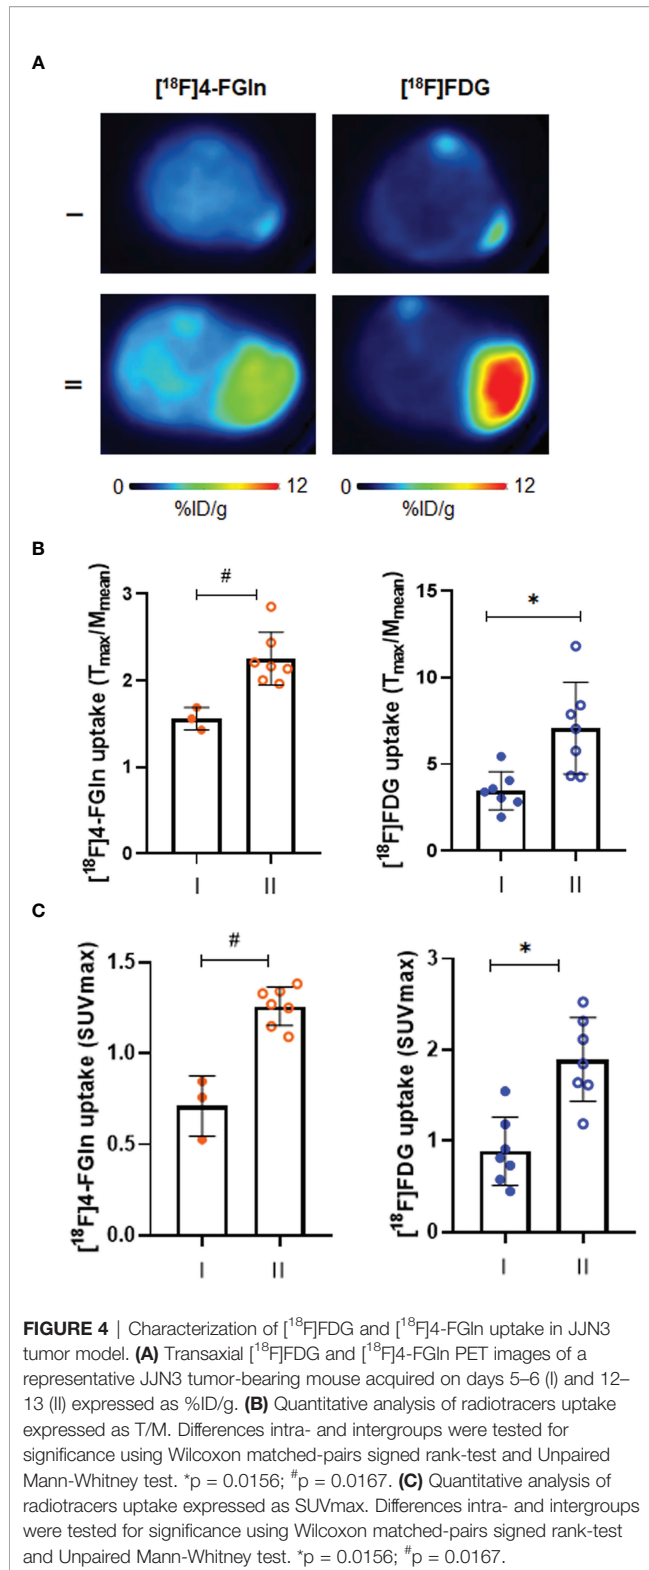 A
[¹⁸F]4-FGln [¹⁸F]FDG
I
II
0 12 0 12
%ID/g %ID/g
B
[¹⁸F]4-FGln uptake (Tmax/Mmean)
3
2
1
0
#
I II
[¹⁸F]FDG uptake (Tmax/Mmean)
15
10
5
0
*
I II
C
[¹⁸F]4-FGln uptake (SUVmax)
1.5
1.0
0.5
0.0
#
I II
[¹⁸F]FDG uptake (SUVmax)
3
2
1
0
*
I II
FIGURE 4 | Characterization of [¹⁸F]FDG and [¹⁸F]4-FGln uptake in JJN3
tumor model. (A) Transaxial [¹⁸F]FDG and [¹⁸F]4-FGln PET images of a
representative JJN3 tumor-bearing mouse acquired on days 5–6 (I) and 12–
13 (II) expressed as %ID/g. (B) Quantitative analysis of radiotracers uptake
expressed as T/M. Differences intra- and intergroups were tested for
significance using Wilcoxon matched-pairs signed rank-test and Unpaired
Mann-Whitney test. *p = 0.0156; #p = 0.0167. (C) Quantitative analysis of
radiotracers uptake expressed as SUVmax. Differences intra- and intergroups
were tested for significance using Wilcoxon matched-pairs signed rank-test
and Unpaired Mann-Whitney test. *p = 0.0156; #p = 0.0167.